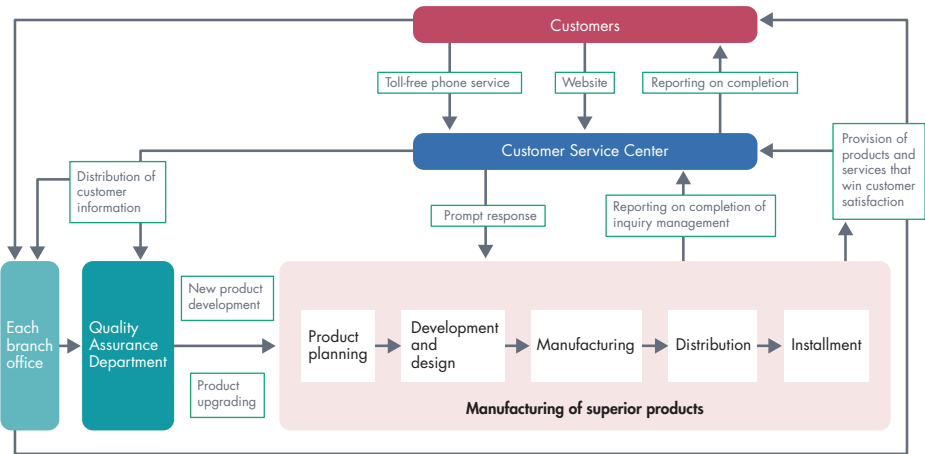 Customers
Toll-free phone service
Website
Reporting on completion
Customer Service Center
Provision of
products and
services that
win customer
satisfaction
Distribution of
customer
information
Prompt response
Reporting on completion of
inquiry management
Each
branch
office
Quality
Assurance
Department
New product
development
Product
upgrading
Product
planning
Development
and
design
Manufacturing
Distribution
Installment
Manufacturing of superior products